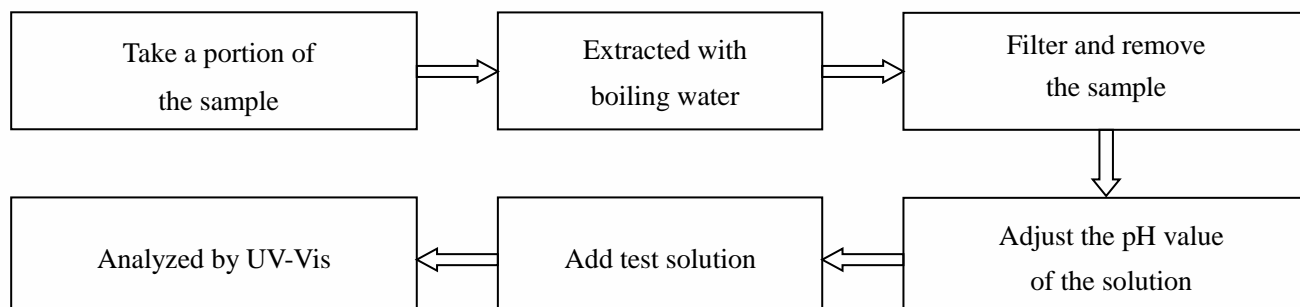 Take a portion of
the sample
Extracted with
boiling water
Filter and remove
the sample
Adjust the pH value
of the solution
Add test solution
Analyzed by UV-Vis